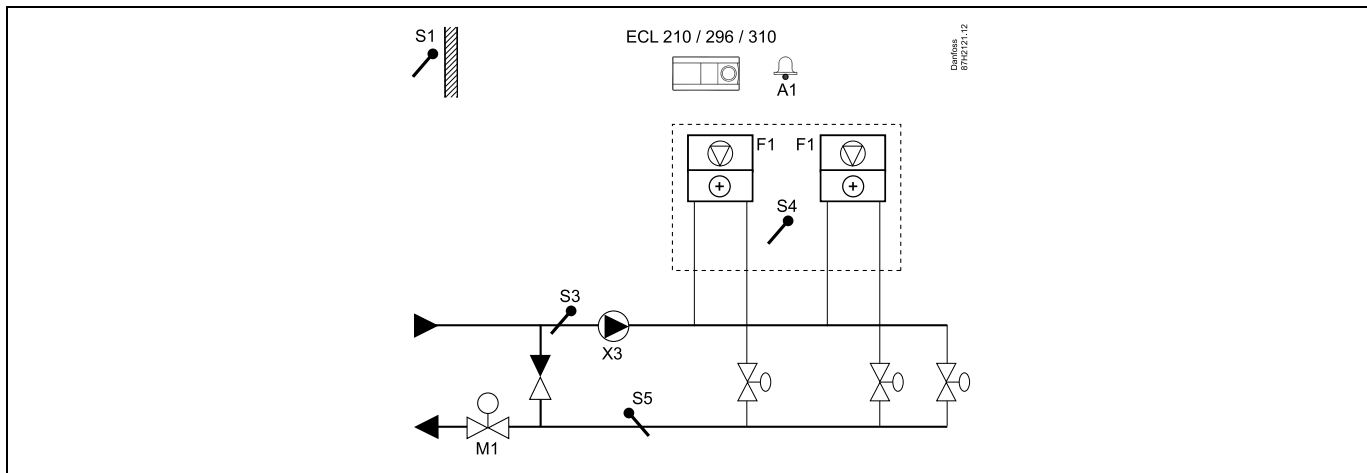 S1
ECL 210 / 296 / 310
A1
Danfoss
87H2121.12
F1
F1
S4
S3
X3
S5
M1